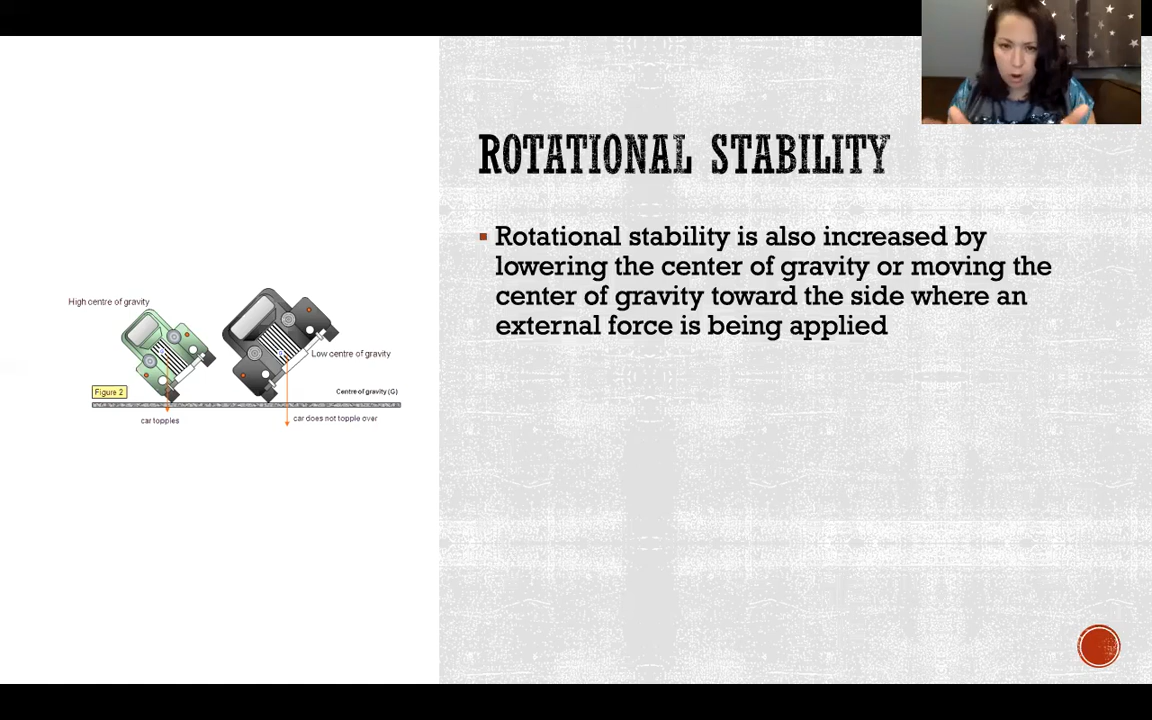 ROTATIONAL STABILITY
Rotational stability is also increased by
lowering the center of gravity or moving the
center of gravity toward the side where an
external force is being applied
High centre of gravity
Low centre of gravity
Figure 2
Centre of gravity (G)
car topples
car does not topple over